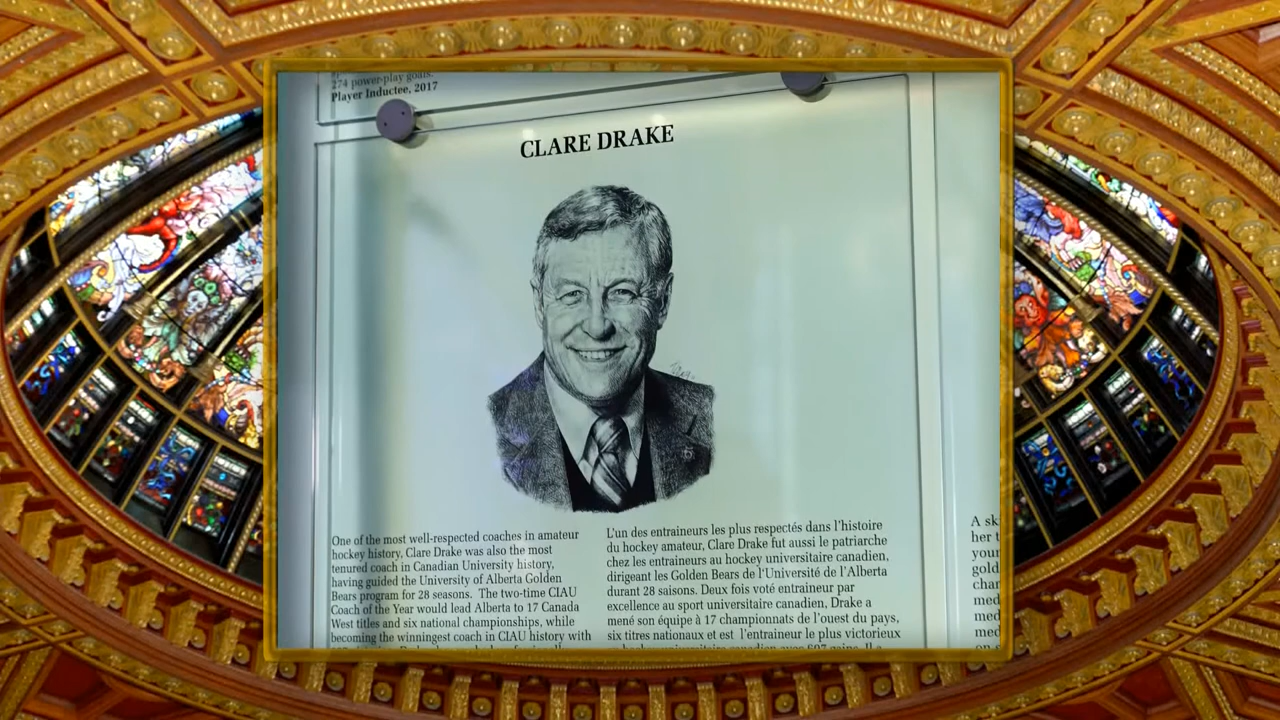 274 power-play goals.
Player Inductee, 2017
CLARE DRAKE
One of the most well-respected coaches in amateur
hockey history, Clare Drake was also the most
tenured coach in Canadian University history,
having guided the University of Alberta Golden
Bears program for 28 seasons. The two-time CIAU
Coach of the Year would lead Alberta to 17 Canada
West titles and six national championships, while
becoming the winningest coach in CIAU history with
L'un des entraineurs les plus respectés dans l'histoire
du hockey amateur, Clare Drake fut aussi le patriarche
chez les entraineurs au hockey universitaire canadien,
dirigeant les Golden Bears de l'Université de l'Alberta
durant 28 saisons. Deux fois voté entraineur par
excellence au sport universitaire canadien, Drake a
mené son équipe à 17 championnats de l'ouest du pays,
six titres nationaux et est l'entraineur le plus victorieux
A sk
her t
your
gold
char
med
med
med